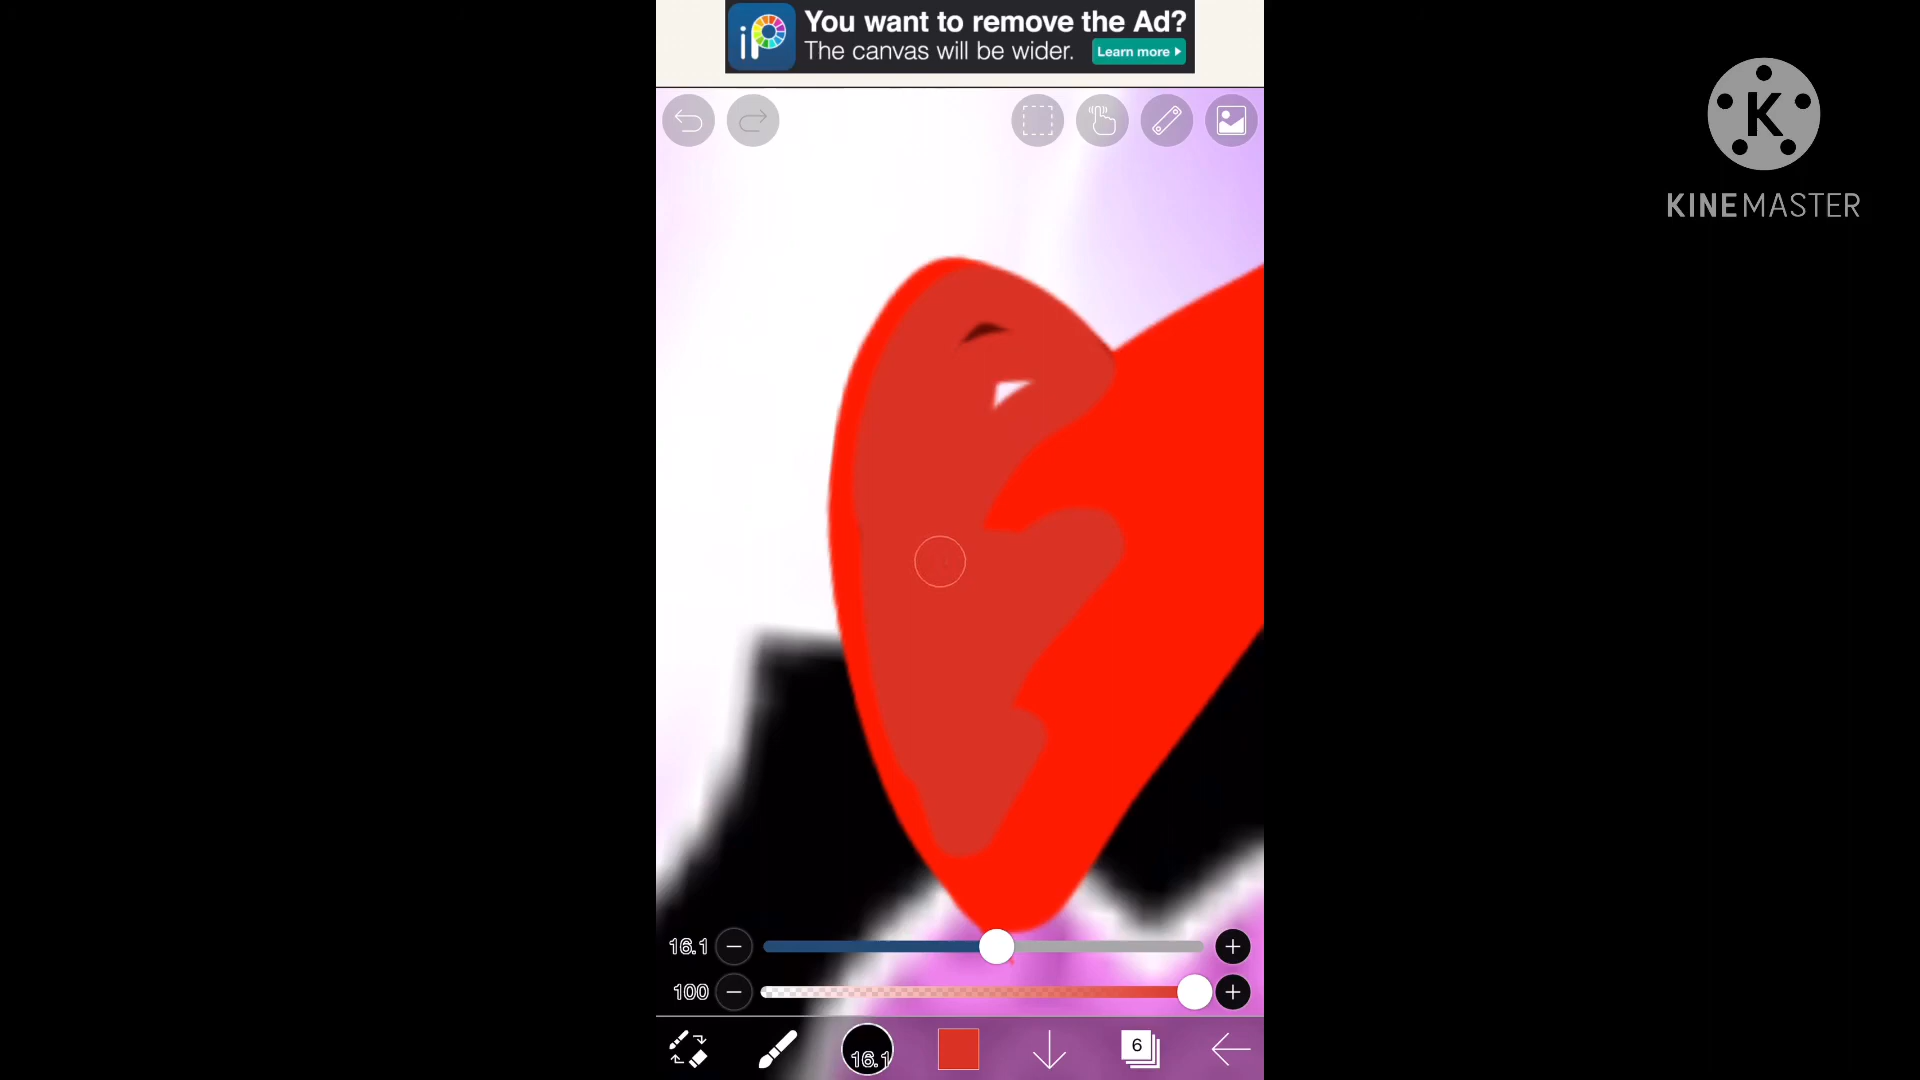 iP
You want to remove the Ad?
The canvas will be wider.
Learn more
K
KINEMASTER
16.1
100
16.1
6